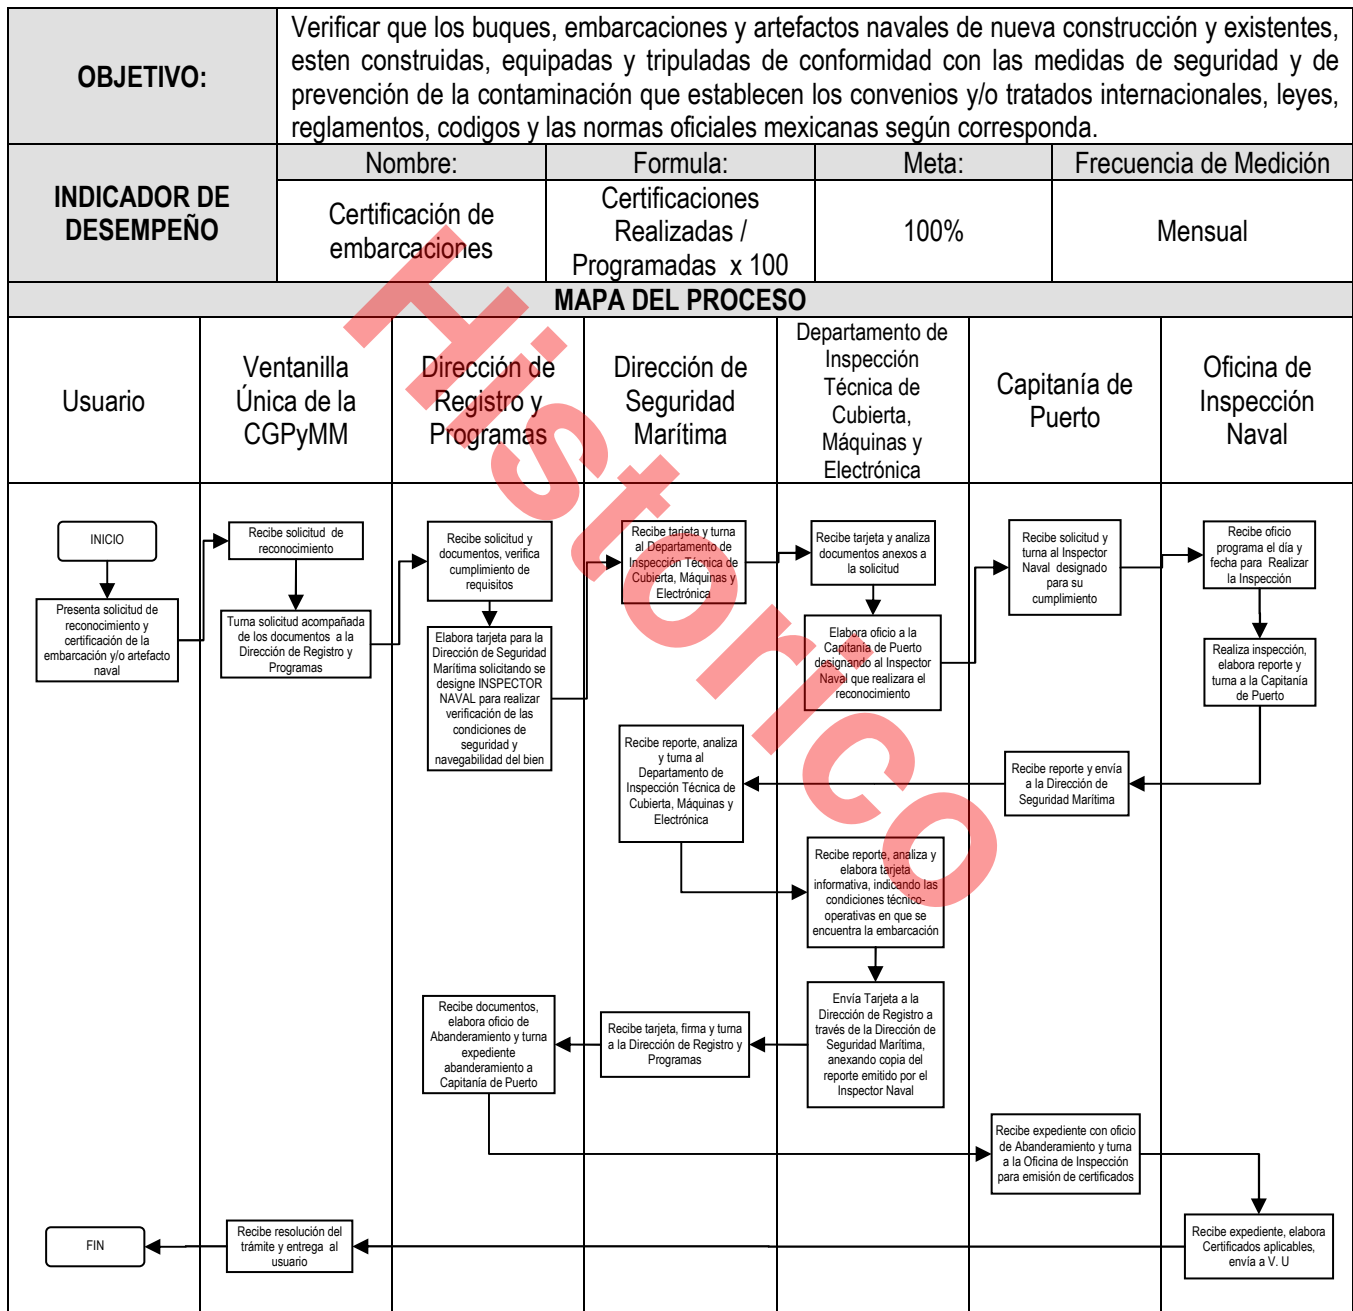 OBJETIVO:
Verificar que los buques, embarcaciones y artefactos navales de nueva construcción y existentes,
esten construidas, equipadas y tripuladas de conformidad con las medidas de seguridad y de
prevención de la contaminación que establecen los convenios y/o tratados internacionales, leyes,
reglamentos, codigos y las normas oficiales mexicanas según corresponda.
INDICADOR DE
DESEMPEÑO
Nombre:
Formula:
Meta:
Frecuencia de Medición
Certificación de
embarcaciones
Certificaciones
Realizadas /
Programadas x 100
100%
Mensual
MAPA DEL PROCESO
Usuario
Ventanilla
Única de la
CGPyMM
Dirección de
Registro y
Programas
Dirección de
Seguridad
Marítima
Departamento de
Inspección
Técnica de
Cubierta,
Máquinas y
Electrónica
Capitanía de
Puerto
Oficina de
Inspección
Naval
INICIO
Presenta solicitud de
reconocimiento y
certificación de la
embarcación y/o artefacto
naval
Recibe solicitud de
reconocimiento
Turna solicitud acompañada
de los documentos a la
Dirección de Registro y
Programas
Recibe solicitud y
documentos, verifica
cumplimiento de
requisitos
Elabora tarjeta para la
Dirección de Seguridad
Marítima solicitando se
designe INSPECTOR
NAVAL para realizar
verificación de las
condiciones de
seguridad y
navegabilidad del bien
Recibe tarjeta y turna
al Departamento de
Inspección Técnica de
Cubierta, Máquinas y
Electrónica
Recibe tarjeta y analiza
documentos anexos a
la solicitud
Elabora oficio a la
Capitanía de Puerto
designando al Inspector
Naval que realizara el
reconocimiento
Recibe solicitud y
turna al Inspector
Naval designado
para su
cumplimiento
Recibe oficio
programa el día y
fecha para Realizar
la Inspección
Realiza inspección,
elabora reporte y
turna a la Capitanía
de Puerto
Recibe reporte y envía
a la Dirección de
Seguridad Marítima
Recibe reporte, analiza
y turna al
Departamento de
Inspección Técnica de
Cubierta, Máquinas y
Electrónica
Recibe reporte, analiza y
elabora tarjeta
informativa, indicando las
condiciones técnico-
operativas en que se
encuentra la embarcación
Envía Tarjeta a la
Dirección de Registro a
través de la Dirección de
Seguridad Marítima,
anexando copia del
reporte emitido por el
Inspector Naval
Recibe tarjeta, firma y turna
a la Dirección de Registro y
Programas
Recibe documentos,
elabora oficio de
Abanderamiento y turna
expediente
abanderamiento a
Capitanía de Puerto
Recibe expediente con oficio
de Abanderamiento y turna
a la Oficina de Inspección
para emisión de certificados
Recibe expediente, elabora
Certificados aplicables,
envía a V. U
Recibe resolución del
trámite y entrega al
usuario
FIN
Historico